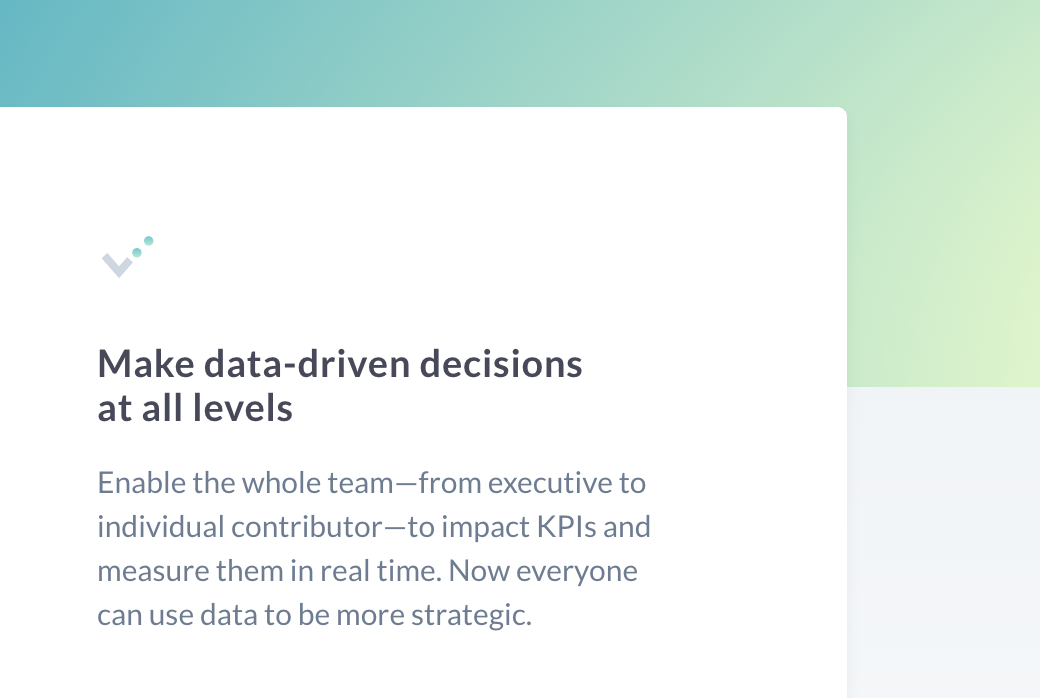 Make data-driven decisions
at all levels
Enable the whole team—from executive to
individual contributor—to impact KPIs and
measure them in real time. Now everyone
can use data to be more strategic.